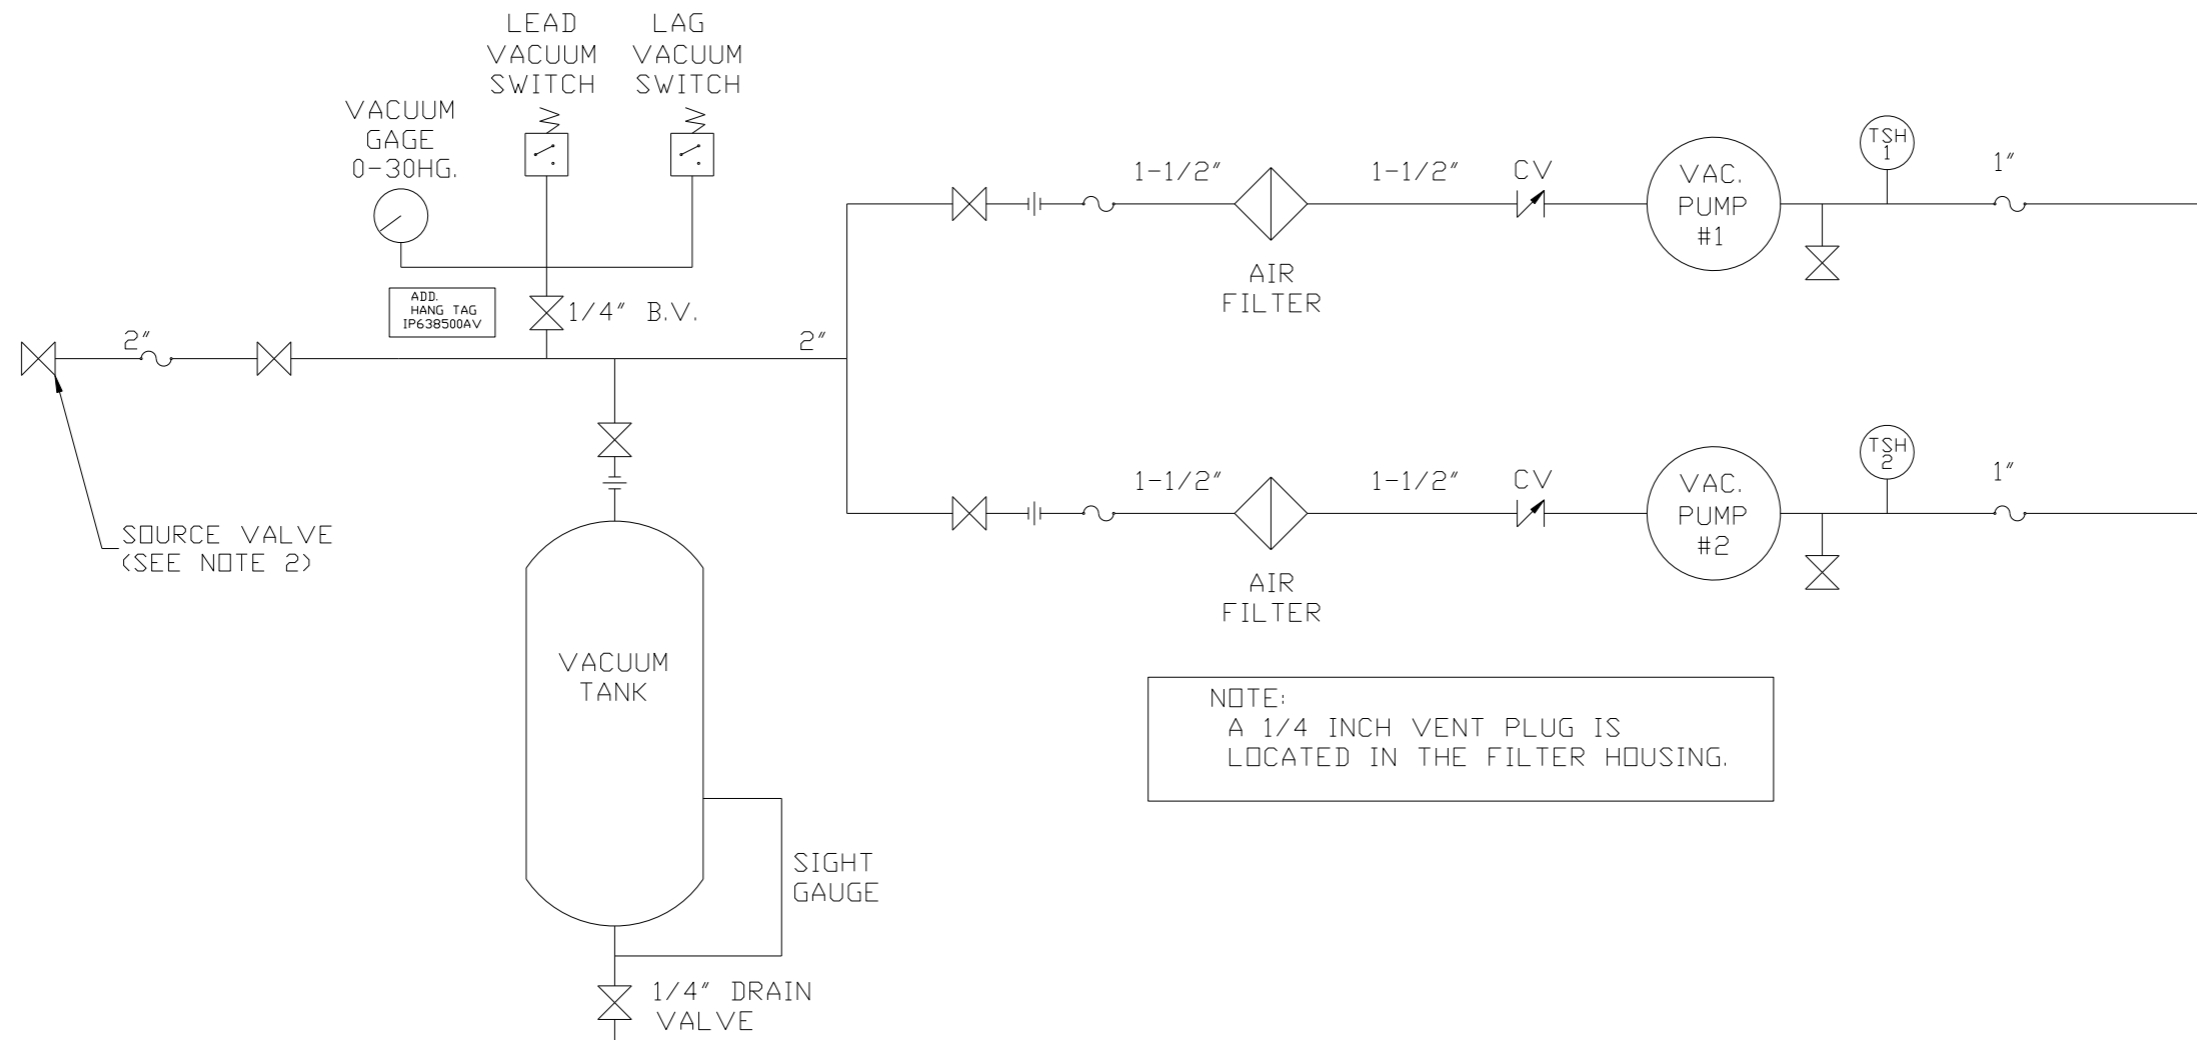 LEAD
VACUUM
SWITCH
LAG
VACUUM
SWITCH
VACUUM
GAGE
0-30HG.
ADD.
HANG TAG
IP638500AV
1/4" B.V.
2"
2"
SOURCE VALVE
(SEE NOTE 2)
1-1/2"
AIR
FILTER
1-1/2"
CV
VAC.
PUMP
#1
TSH
1
1"
1-1/2"
AIR
FILTER
1-1/2"
CV
VAC.
PUMP
#2
TSH
2
1"
VACUUM
TANK
SIGHT
GAUGE
1/4" DRAIN
VALVE
NOTE:
A 1/4 INCH VENT PLUG IS
LOCATED IN THE FILTER HOUSING.